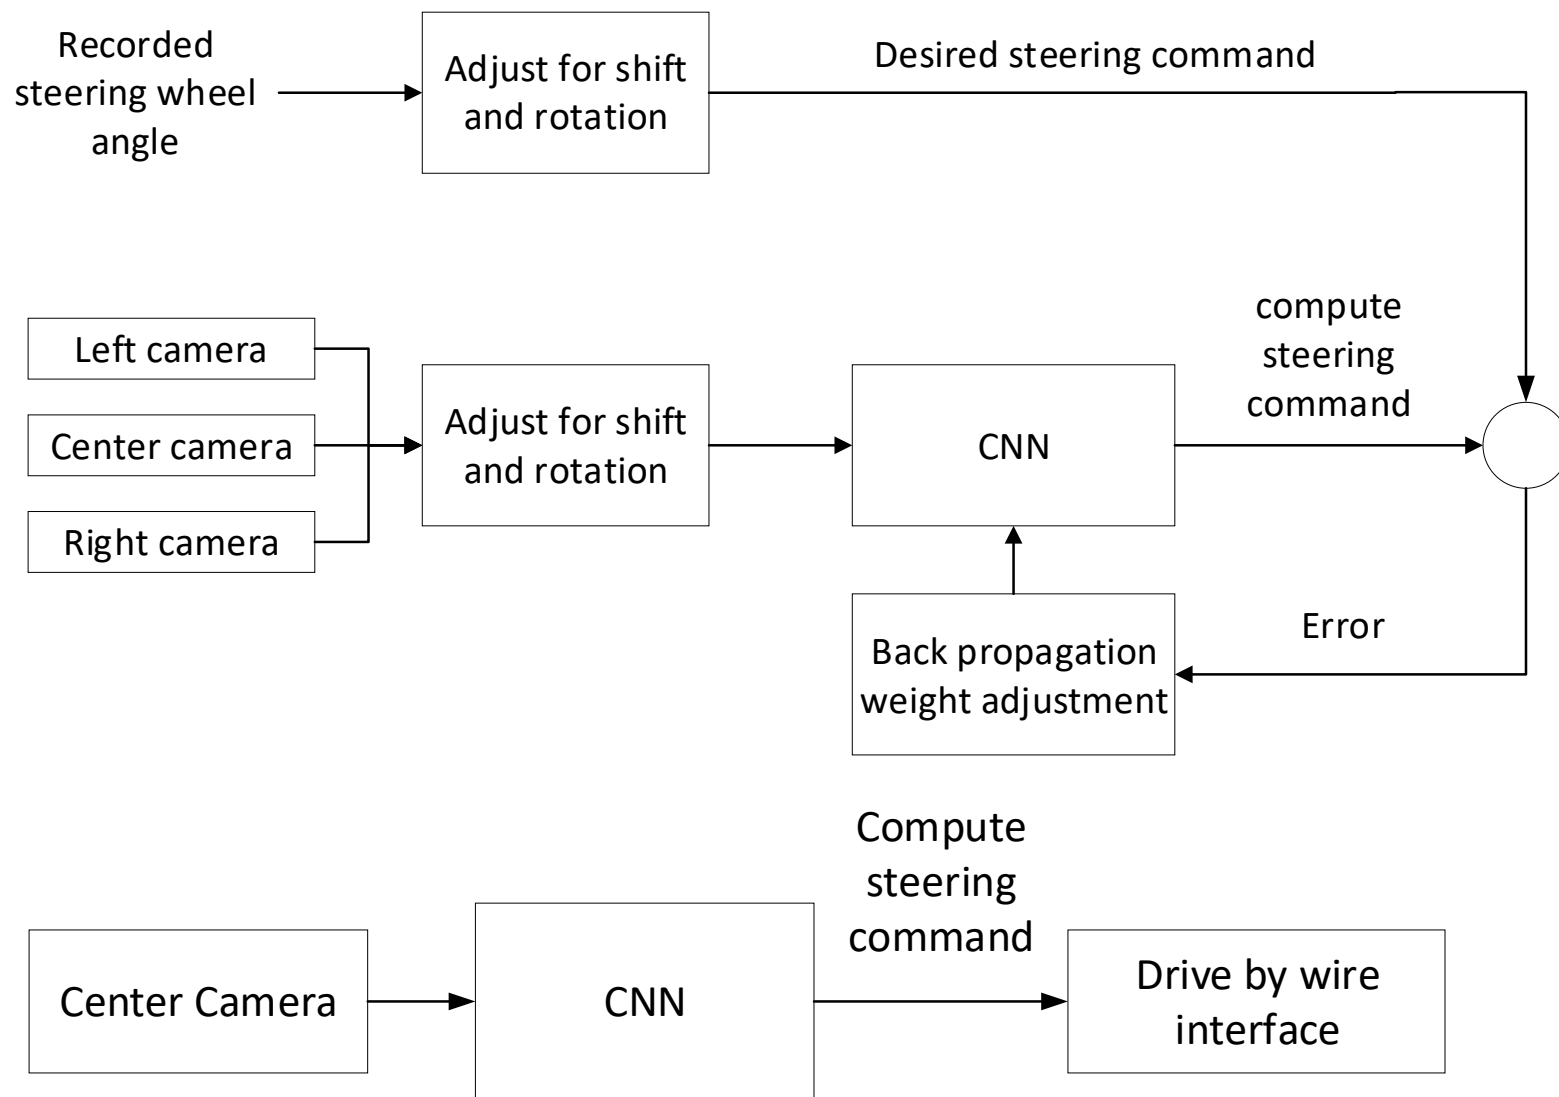 Recorded
steering wheel
angle
Adjust for shift
and rotation
Desired steering command
Left camera
Center camera
Right camera
Adjust for shift
and rotation
CNN
compute
steering
command
Back propagation
weight adjustment
Error
Center Camera
CNN
Compute
steering
command
Drive by wire
interface